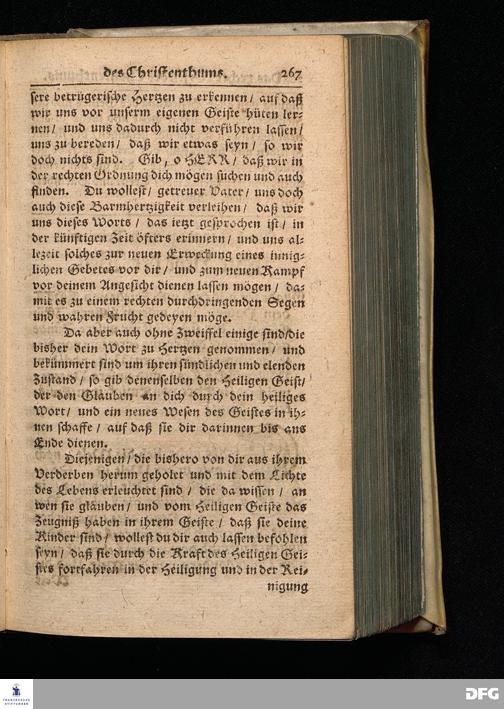 des Christenthums. 267
sere betrügerische Hertzen zu erkennen / auf daß
wir uns vor unserm eigenen Geiste hüten ler-
nen / und uns dadurch nicht verführen lassen /
uns zu bereden / daß wir etwas seyn / so wir
doch nichts sind. Gib, o HERR / daß wir in
der rechten Ordnung dich mögen suchen und auch
finden. Du wollest / getreuer Vater / uns doch
auch diese Barmhertzigkeit verleihen / daß wir
uns dieses Worts / das ietzt gesprochen ist / in
der künftigen Zeit öfters erinnern / und uns al-
lezeit solches zur neuen Erweckung eines innig-
lichen Gebetes vor dir / und zum neuen Kampf
vor deinem Angesicht dienen lassen mögen / da-
mit es zu einem rechten durchdringenden Segen
und wahren Frucht gedeyen möge.
Da aber auch ohne Zweiffel einige sind / die
bisher dein Wort zu Hertzen genommen / und
bekümmert sind um ihren sündlichen und elenden
Zustand / so gib denenselben den Heiligen Geist /
der den Glauben an dich durch dein heiliges
Wort / und ein neues Wesen des Geistes in ih-
nen schaffe / auf daß sie dir darinnen bis ans
Ende dienen.
Diejenigen / die bishero von dir aus ihrem
Verderben herum geholet und mit dem Lichte
des Lebens erleuchtet sind / die da wissen / an
wen sie gläuben / und vom Heiligen Geiste das
Zeugniß haben in ihrem Geiste / daß sie deine
Kinder sind / wollest du dir auch lassen befohlen
seyn / daß sie durch die Kraft des Heiligen Gei-
stes fortfahren in der Heiligung und in der Rei-
nigung
FRANCKESCHE
STIFTUNGEN
DFG